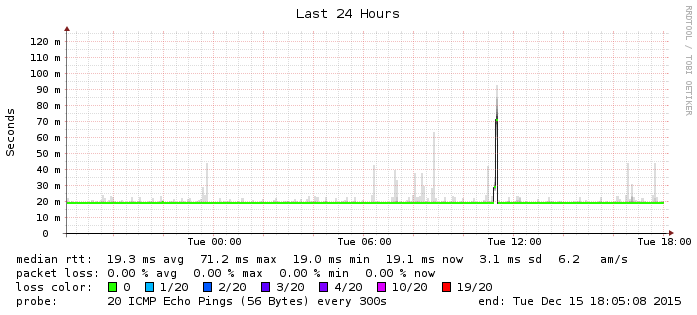 Last 24 Hours
RRDTOOL / TOBI OETIKER
Seconds
120 m
110 m
100 m
90 m
80 m
70 m
60 m
50 m
40 m
30 m
20 m
10 m
0
Tue 00:00 Tue 06:00 Tue 12:00 Tue 18:00
median rtt: 19.3 ms avg 71.2 ms max 19.0 ms min 19.1 ms now 3.1 ms sd 6.2 am/s
packet loss: 0.00 % avg 0.00 % max 0.00 % min 0.00 % now
loss color: 0 1/20 2/20 3/20 4/20 10/20 19/20
probe: 20 ICMP Echo Pings (56 Bytes) every 300s end: Tue Dec 15 18:05:08 2015